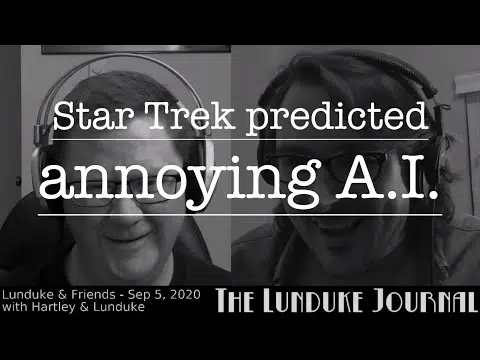 Star Trek predicted
annoying A.I.
Lunduke & Friends - Sep 5, 2020
with Hartley & Lunduke
THE LUNDUKE JOURNAL